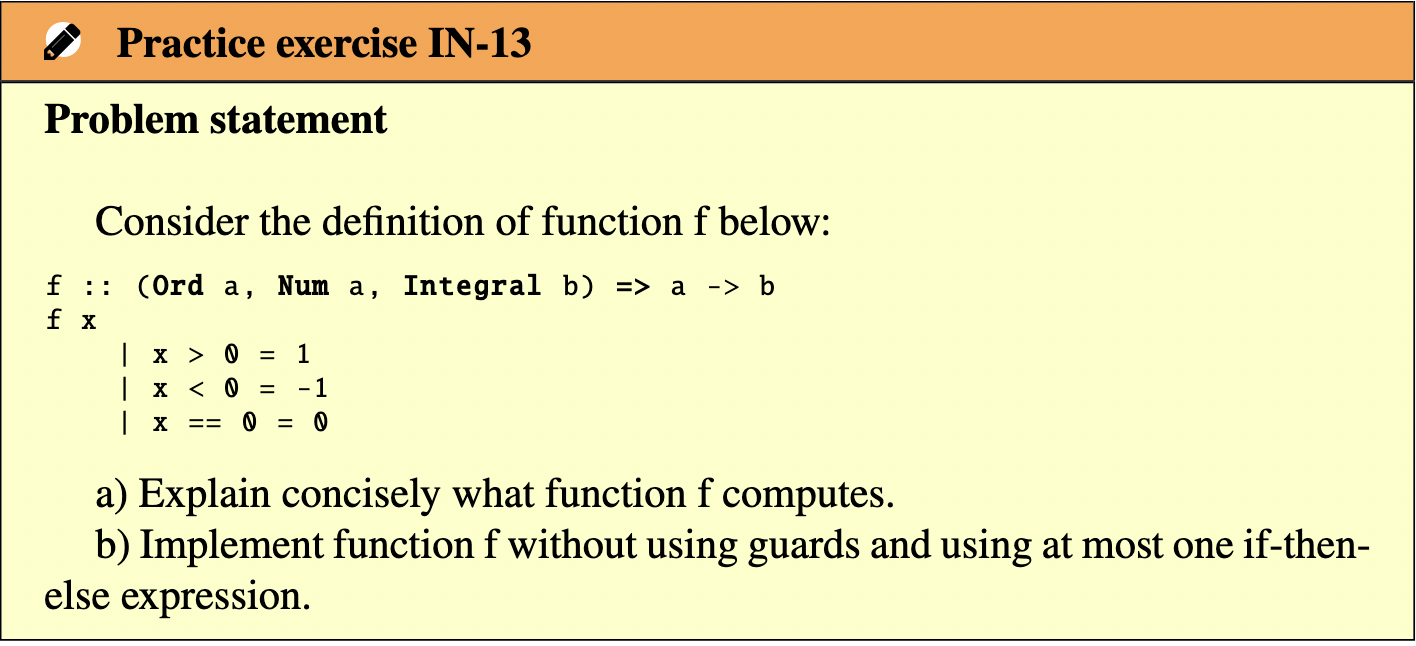 Practice exercise IN-13
Problem statement
Consider the definition of function f below:
f :: (Ord a, Num a, Integral b) => a -> b
f x
    | x > 0 = 1
    | x < 0 = -1
    | x == 0 = 0
a) Explain concisely what function f computes.
b) Implement function f without using guards and using at most one if-then-
else expression.